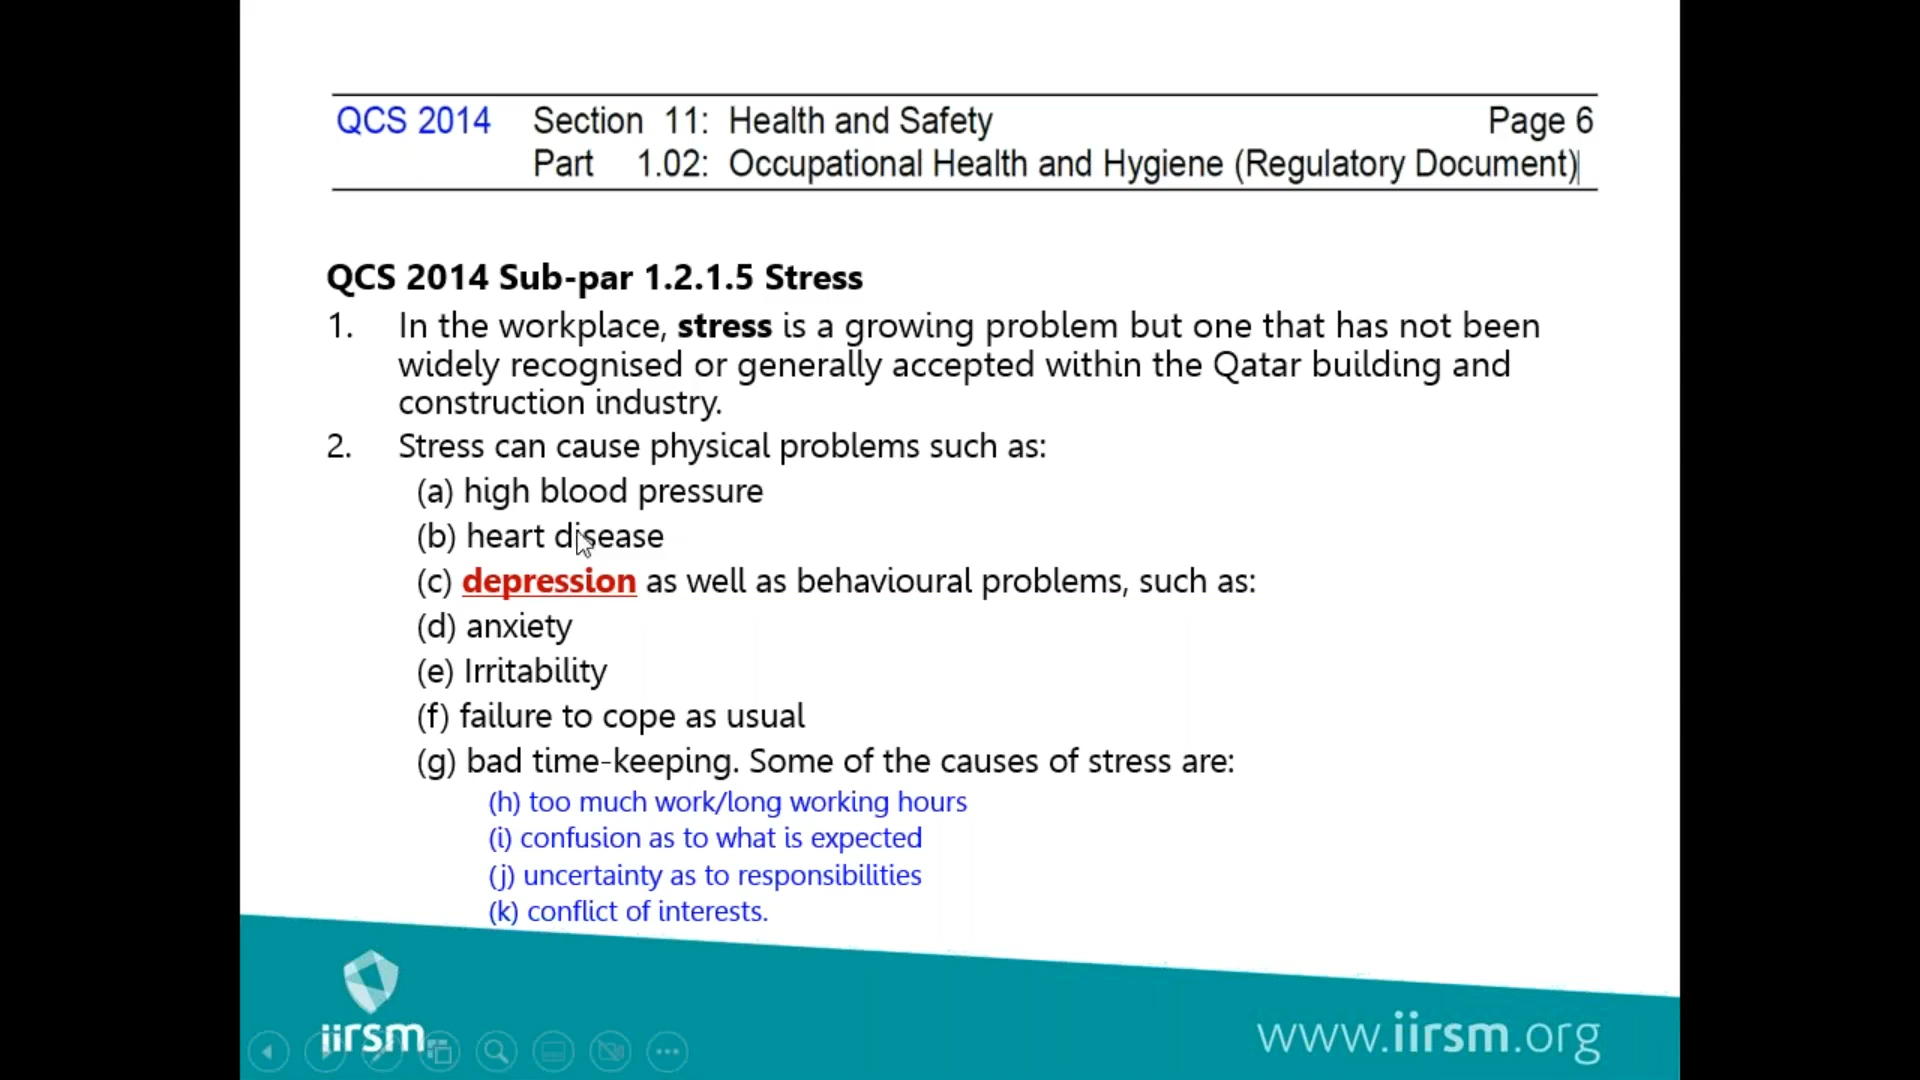 QCS 2014 Section 11: Health and Safety Page 6
Part 1.02: Occupational Health and Hygiene (Regulatory Document)
QCS 2014 Sub-par 1.2.1.5 Stress
1. In the workplace, stress is a growing problem but one that has not been
widely recognised or generally accepted within the Qatar building and
construction industry.
2. Stress can cause physical problems such as:
(a) high blood pressure
(b) heart disease
(c) depression as well as behavioural problems, such as:
(d) anxiety
(e) Irritability
(f) failure to cope as usual
(g) bad time-keeping. Some of the causes of stress are:
(h) too much work/long working hours
(i) confusion as to what is expected
(j) uncertainty as to responsibilities
(k) conflict of interests.
iirsm
www.iirsm.org